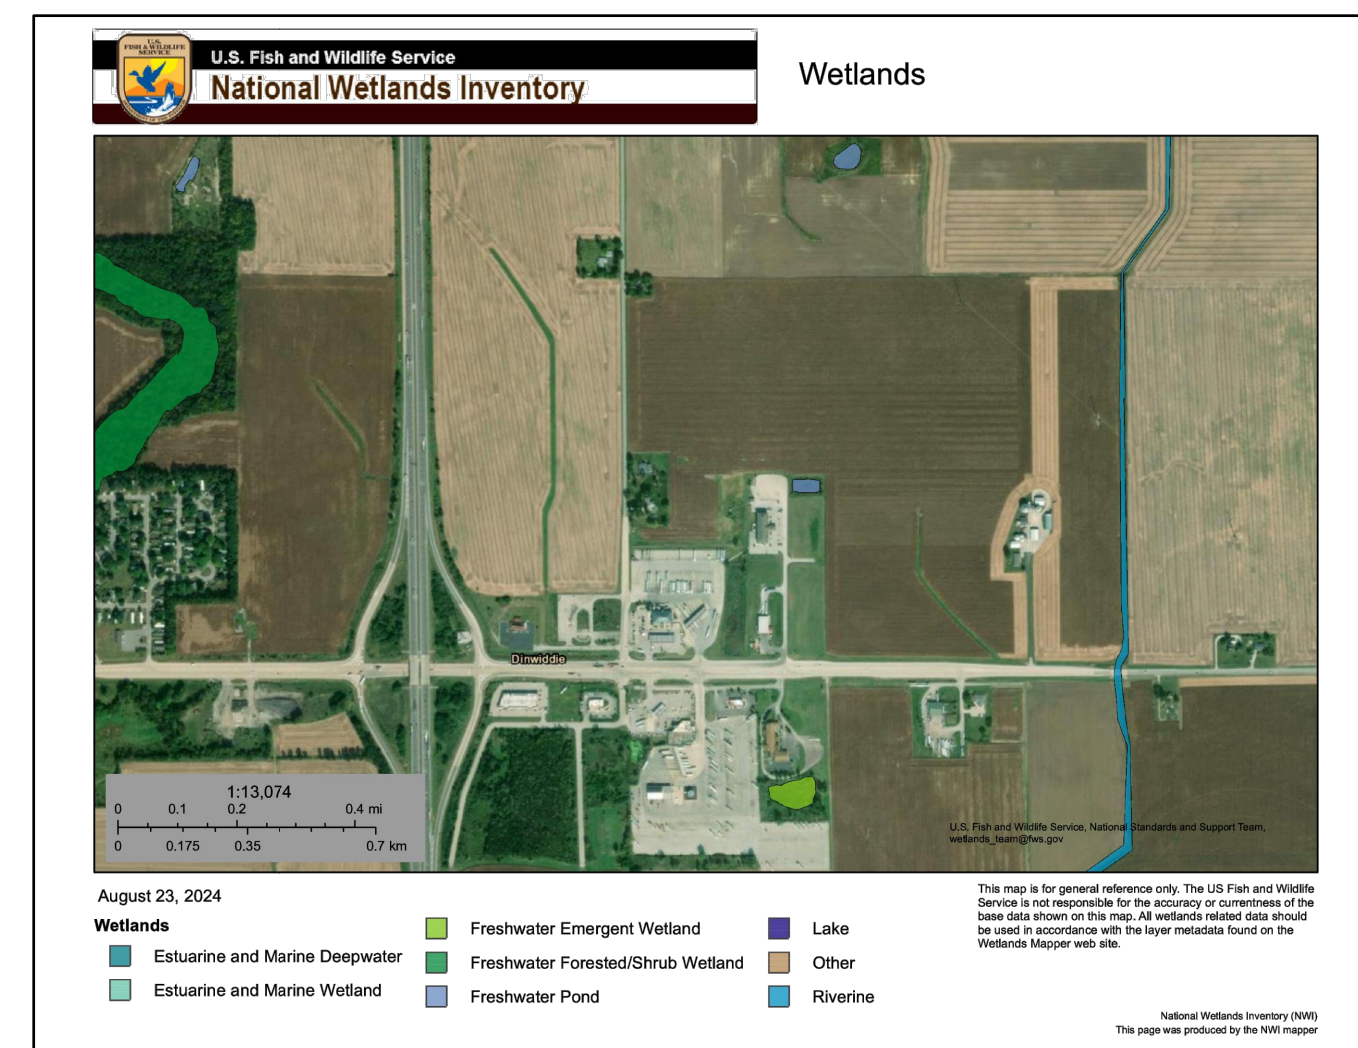 U.S.
FISH & WILDLIFE
SERVICE
U.S. Fish and Wildlife Service
National Wetlands Inventory
Wetlands
Dinwiddie
1:13,074
0 0.1 0.2 0.4 mi
0 0.175 0.35 0.7 km
U.S. Fish and Wildlife Service, National Standards and Support Team,
wetlands_team@fws.gov
August 23, 2024
Wetlands
Estuarine and Marine Deepwater
Estuarine and Marine Wetland
Freshwater Emergent Wetland
Freshwater Forested/Shrub Wetland
Freshwater Pond
Lake
Other
Riverine
This map is for general reference only. The US Fish and Wildlife
Service is not responsible for the accuracy or currentness of the
base data shown on this map. All wetlands related data should
be used in accordance with the layer metadata found on the
Wetlands Mapper web site.
National Wetlands Inventory (NWI)
This page was produced by the NWI mapper